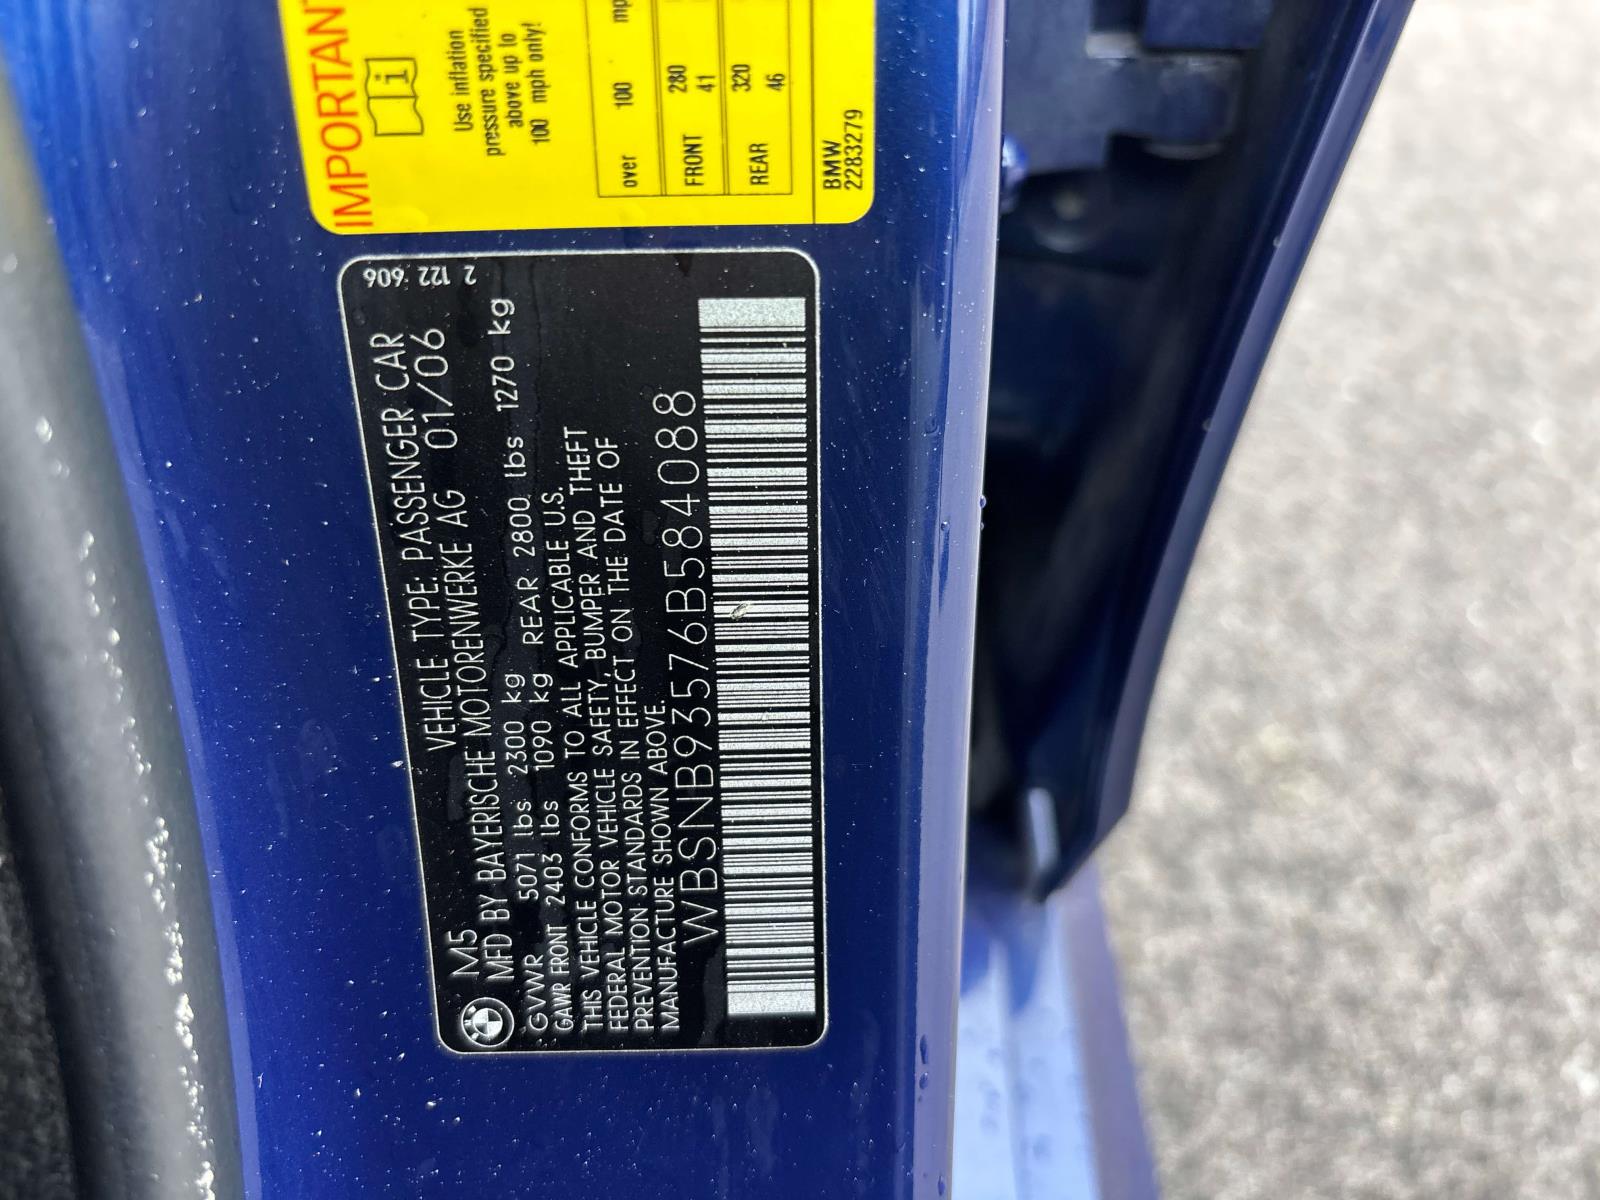 IMPORTANT
i
Use inflation
pressure specified
above up to
100 mph only!
over 100 mp
FRONT 280
41
REAR 320
46
BMW
2283279
2 122 606
M5 VEHICLE TYPE: PASSENGER CAR
MFD BY BAYERISCHE MOTORENWERKE AG 01/06
GVWR 5071 lbs 2300 kg REAR 2800 lbs 1270 kg
GAWR FRONT 2403 lbs 1090 kg
THIS VEHICLE CONFORMS TO ALL APPLICABLE U.S.
FEDERAL MOTOR VEHICLE SAFETY, BUMPER AND THEFT
PREVENTION STANDARDS IN EFFECT ON THE DATE OF
MANUFACTURE SHOWN ABOVE.
WBSNB93576B584088